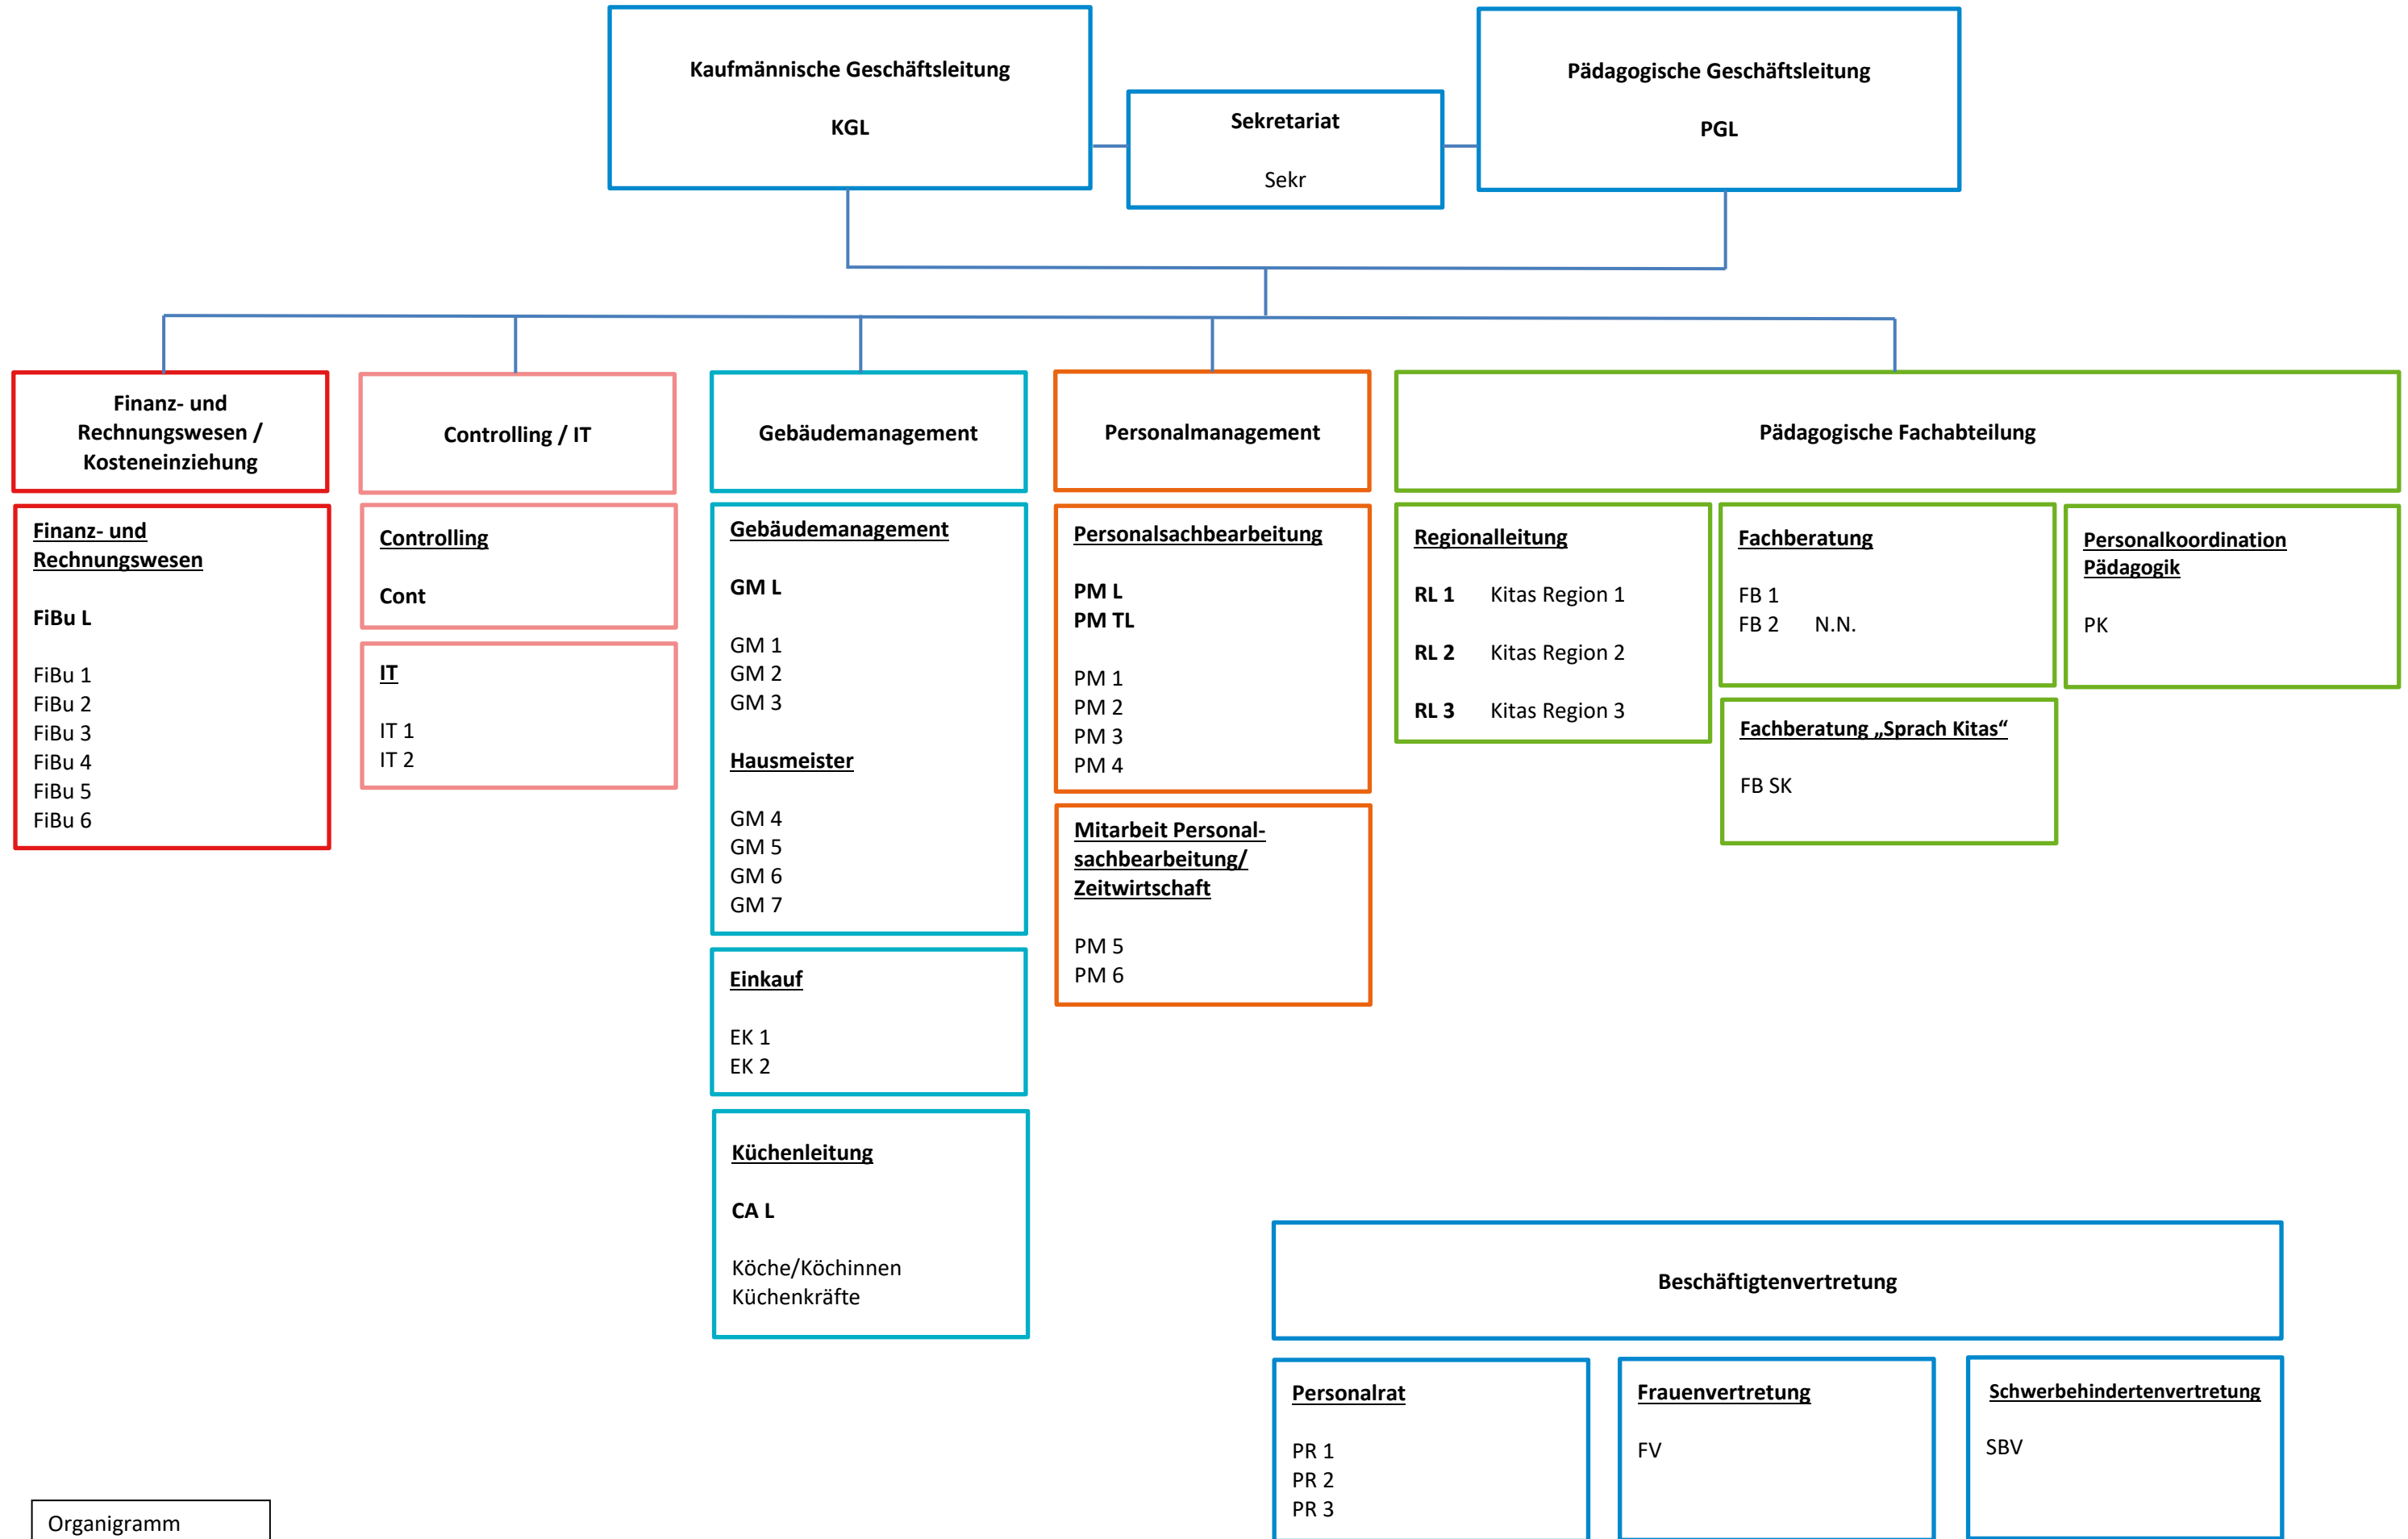 Kaufmännische Geschäftsleitung
KGL
Sekretariat
Sekr
Pädagogische Geschäftsleitung
PGL
Finanz- und
Rechnungswesen /
Kosteneinziehung
Controlling / IT
Gebäudemanagement
Personalmanagement
Pädagogische Fachabteilung
Finanz- und
Rechnungswesen
FiBu L
FiBu 1
FiBu 2
FiBu 3
FiBu 4
FiBu 5
FiBu 6
Controlling
Cont
IT
IT 1
IT 2
Gebäudemanagement
GM L
GM 1
GM 2
GM 3
Hausmeister
GM 4
GM 5
GM 6
GM 7
Einkauf
EK 1
EK 2
Küchenleitung
CA L
Köche/Köchinnen
Küchenkräfte
Personalsachbearbeitung
PM L
PM TL
PM 1
PM 2
PM 3
PM 4
Mitarbeit Personal-
sachbearbeitung/
Zeitwirtschaft
PM 5
PM 6
Regionalleitung
RL 1 Kitas Region 1
RL 2 Kitas Region 2
RL 3 Kitas Region 3
Fachberatung
FB 1
FB 2 N.N.
Fachberatung „Sprach Kitas“
FB SK
Personalkoordination
Pädagogik
PK
Beschäftigtenvertretung
Personalrat
PR 1
PR 2
PR 3
Frauenvertretung
FV
Schwerbehindertenvertretung
SBV
Organigramm